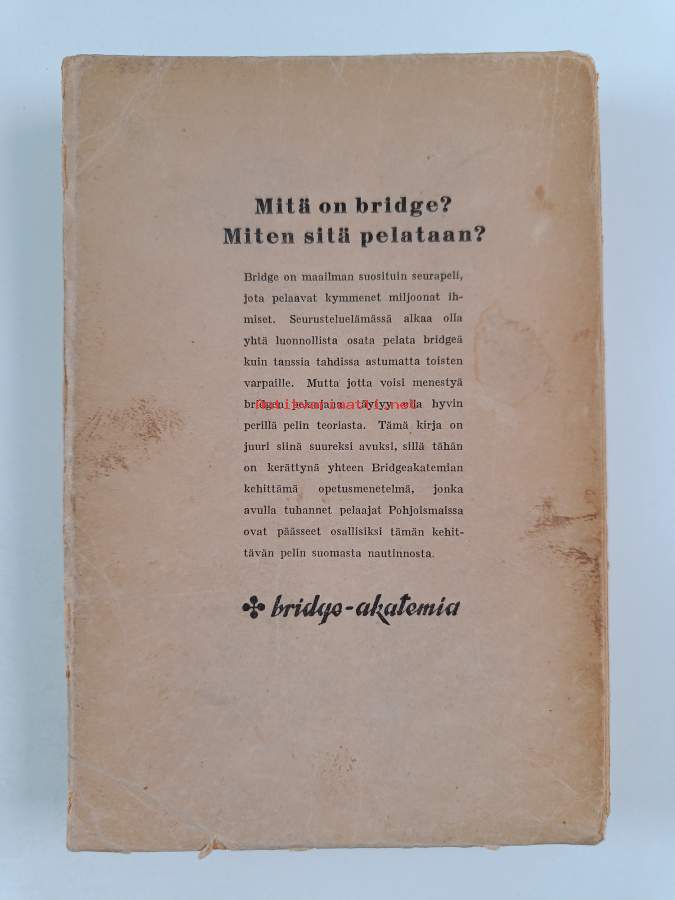 Mitä on bridge?
Miten sitä pelataan?
Bridge on maailman suosituin seurapeli,
jota pelaavat kymmenet miljoonat ih-
miset. Seurusteluelämässä alkaa olla
yhtä luonnollista osata pelata bridgeä
kuin tanssia tahdissa astumatta toisten
varpaille. Mutta jotta voisi menestyä
hyvin
perillä pelin teoriasta. Tämä kirja on
juuri siinä suureksi avuksi, sillä tähän
on kerättynä yhteen Bridgeakatemian
kehittämä opetusmenetelmä, jonka
avulla tuhannet pelaajat Pohjoismaissa
ovat päässeet osallisiksi tämän kehit-
tävän pelin suomasta nautinnosta.
bridge-akatemia